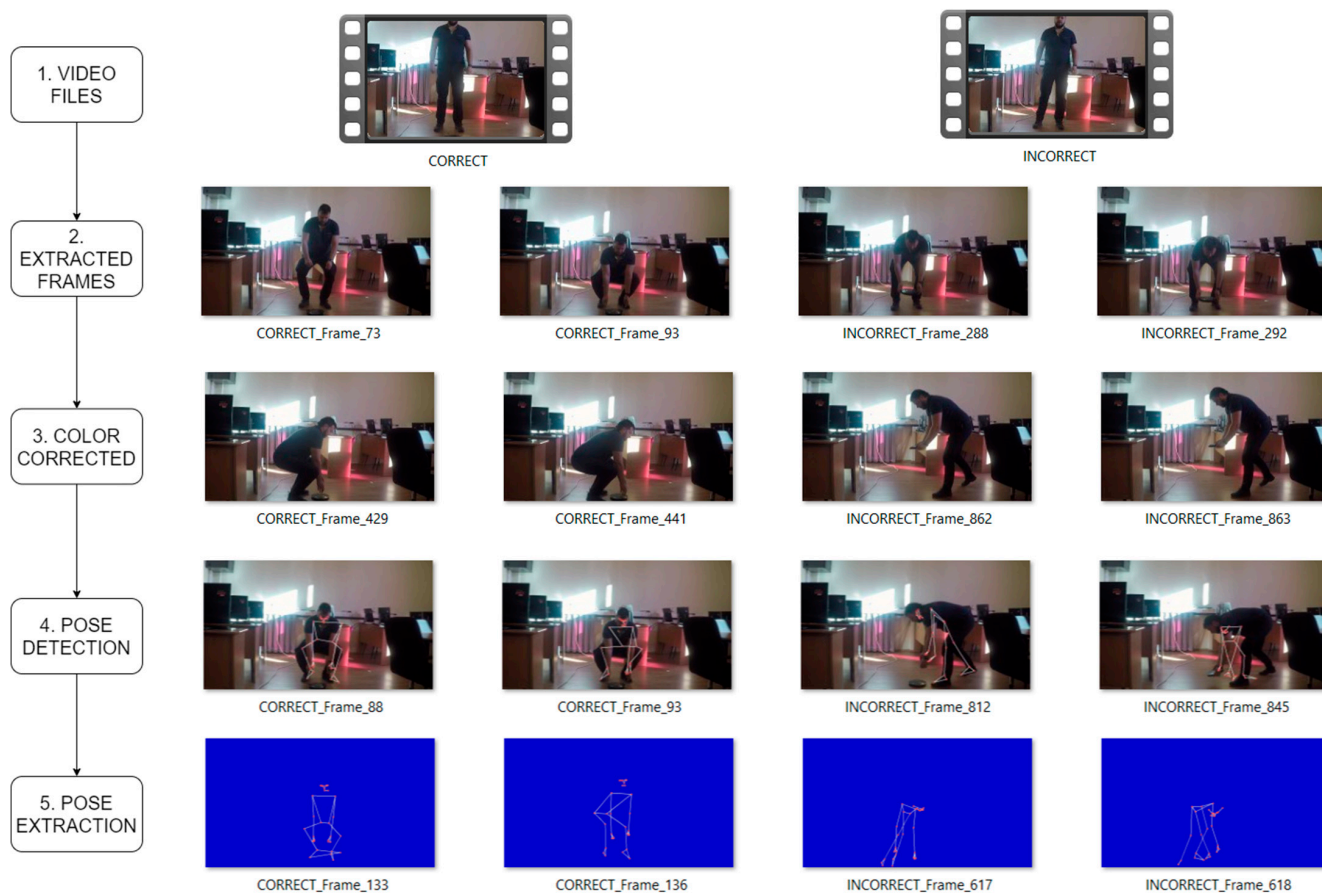 1. VIDEO
FILES
CORRECT
INCORRECT
2.
EXTRACTED
FRAMES
CORRECT_Frame_73
CORRECT_Frame_93
INCORRECT_Frame_288
INCORRECT_Frame_292
3. COLOR
CORRECTED
CORRECT_Frame_429
CORRECT_Frame_441
INCORRECT_Frame_862
INCORRECT_Frame_863
4. POSE
DETECTION
CORRECT_Frame_88
CORRECT_Frame_93
INCORRECT_Frame_812
INCORRECT_Frame_845
5. POSE
EXTRACTION
CORRECT_Frame_133
CORRECT_Frame_136
INCORRECT_Frame_617
INCORRECT_Frame_618